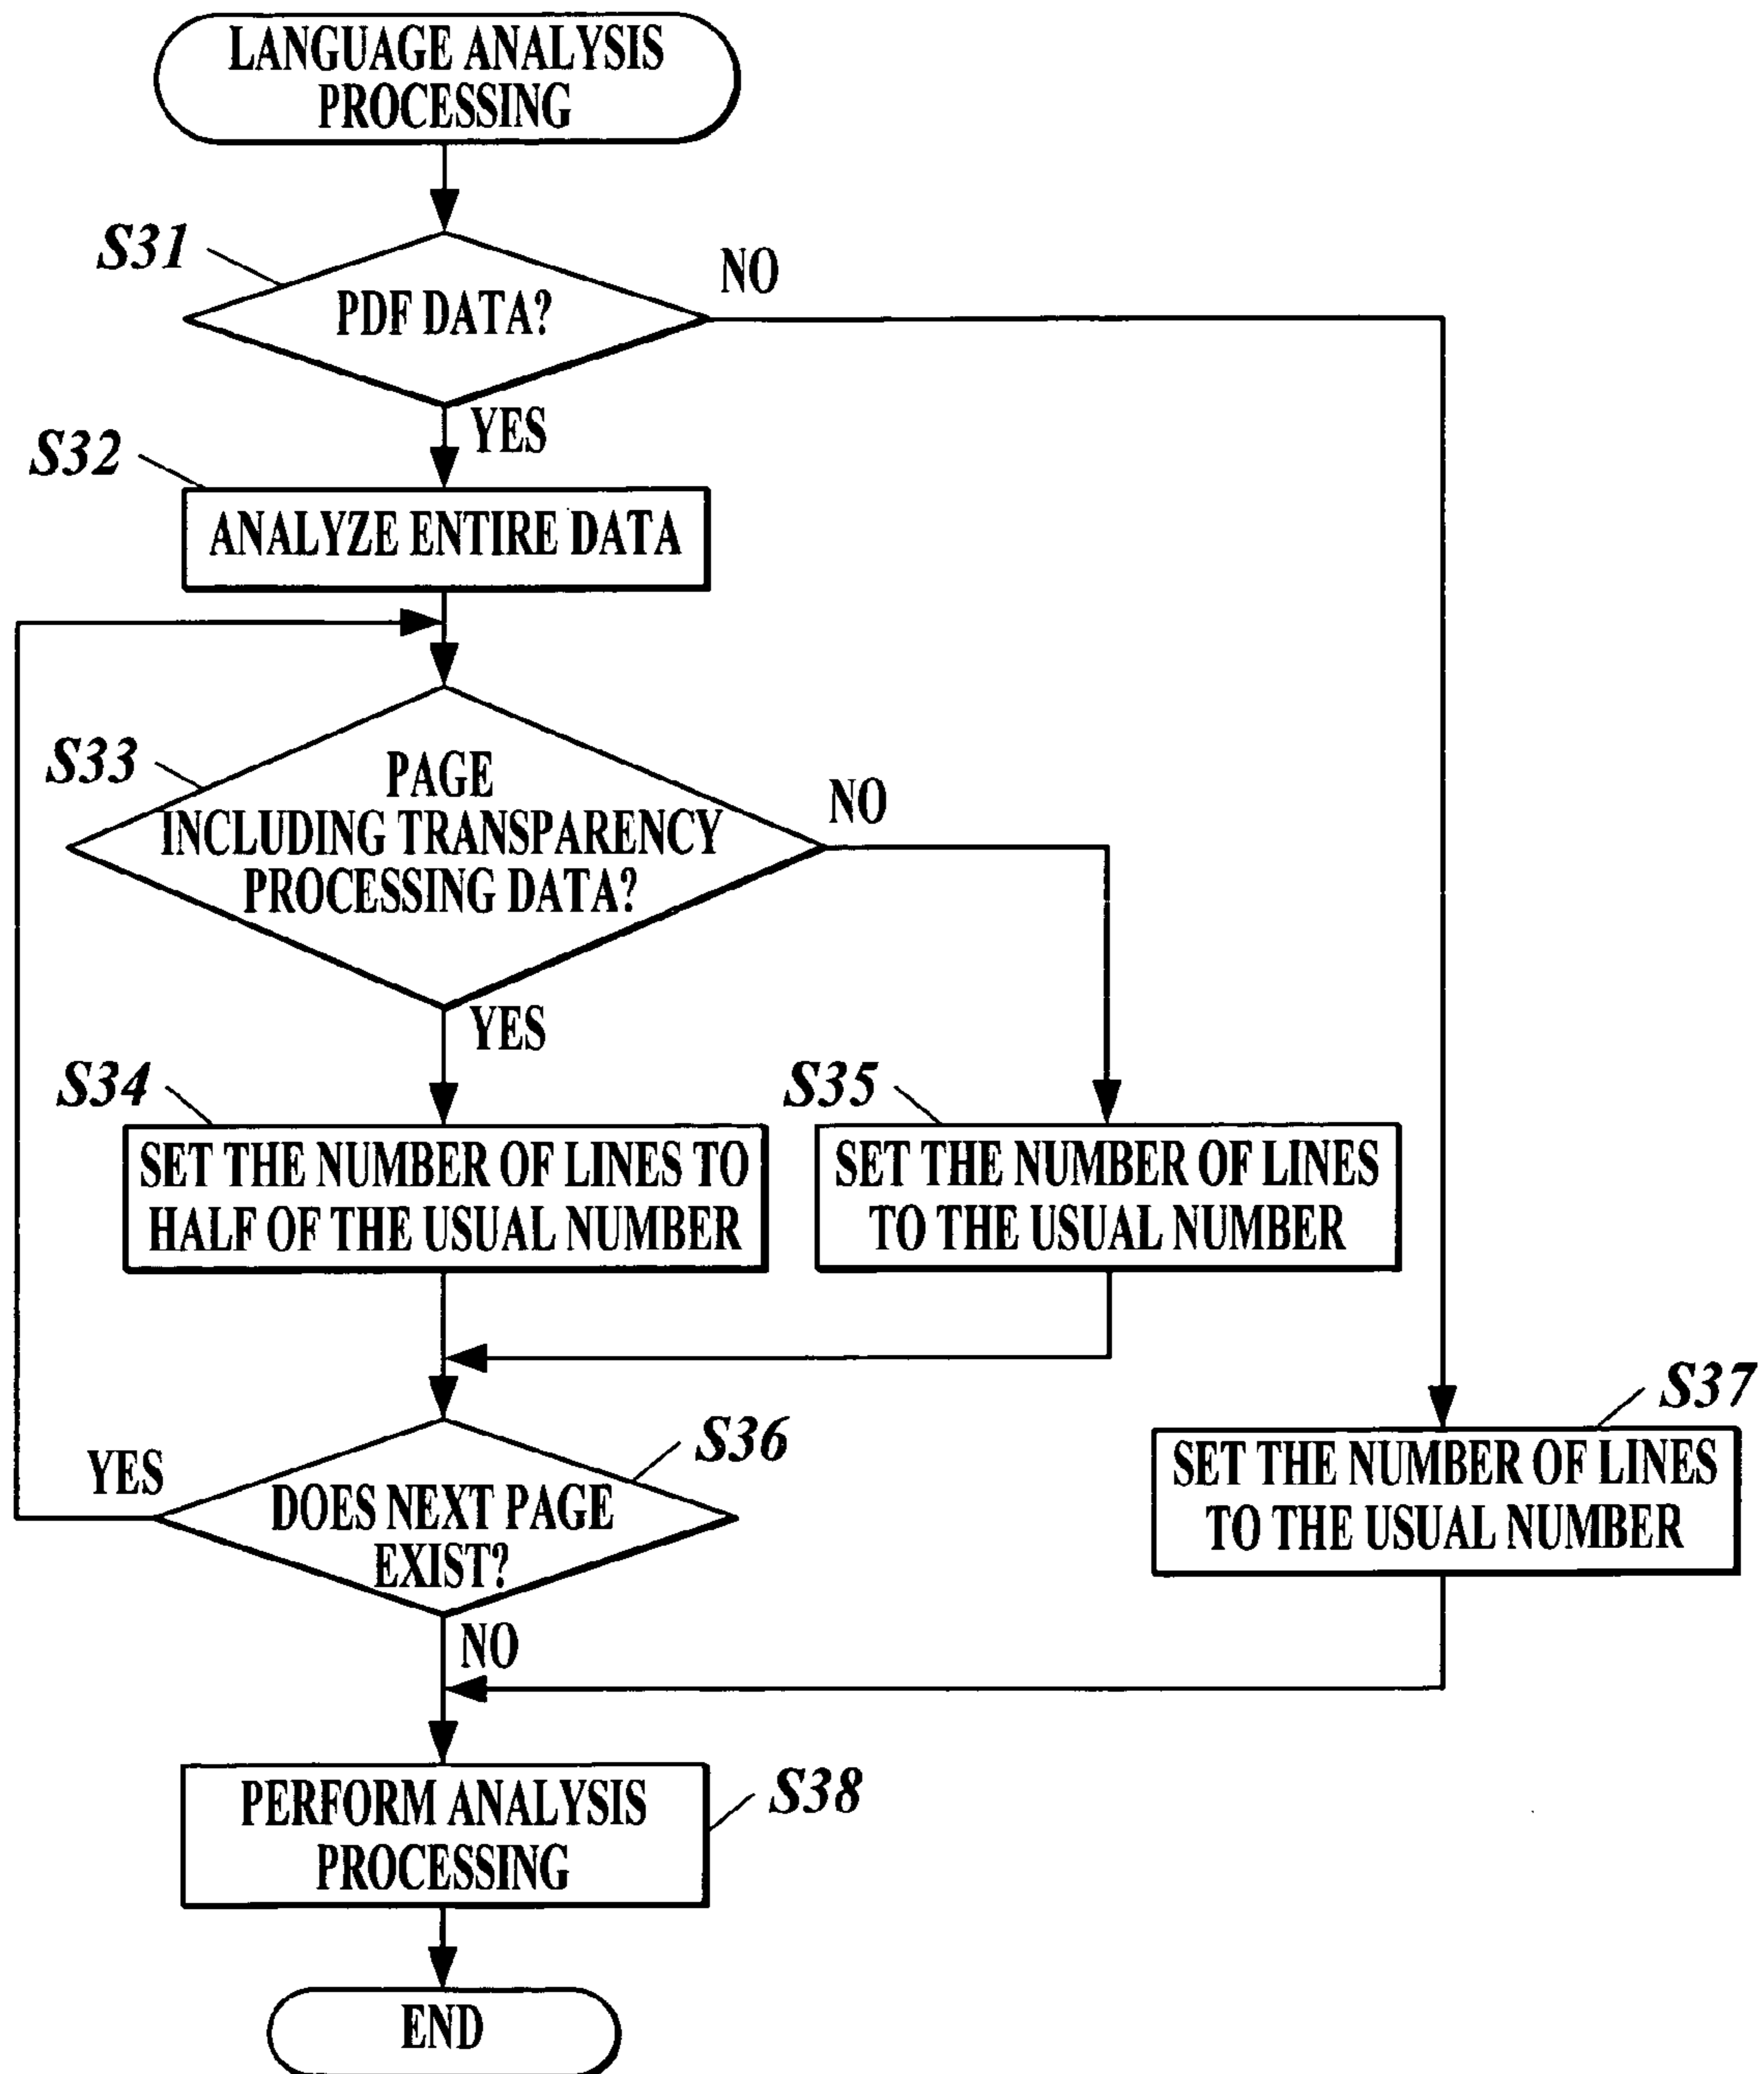 LANGUAGE ANALYSIS
PROCESSING
S31
PDF DATA?
NO
YES
S32
ANALYZE ENTIRE DATA
S33
PAGE
INCLUDING TRANSPARENCY
PROCESSING DATA?
NO
YES
S34
SET THE NUMBER OF LINES TO
HALF OF THE USUAL NUMBER
S35
SET THE NUMBER OF LINES
TO THE USUAL NUMBER
S36
YES
DOES NEXT PAGE
EXIST?
NO
S37
SET THE NUMBER OF LINES
TO THE USUAL NUMBER
S38
PERFORM ANALYSIS
PROCESSING
END